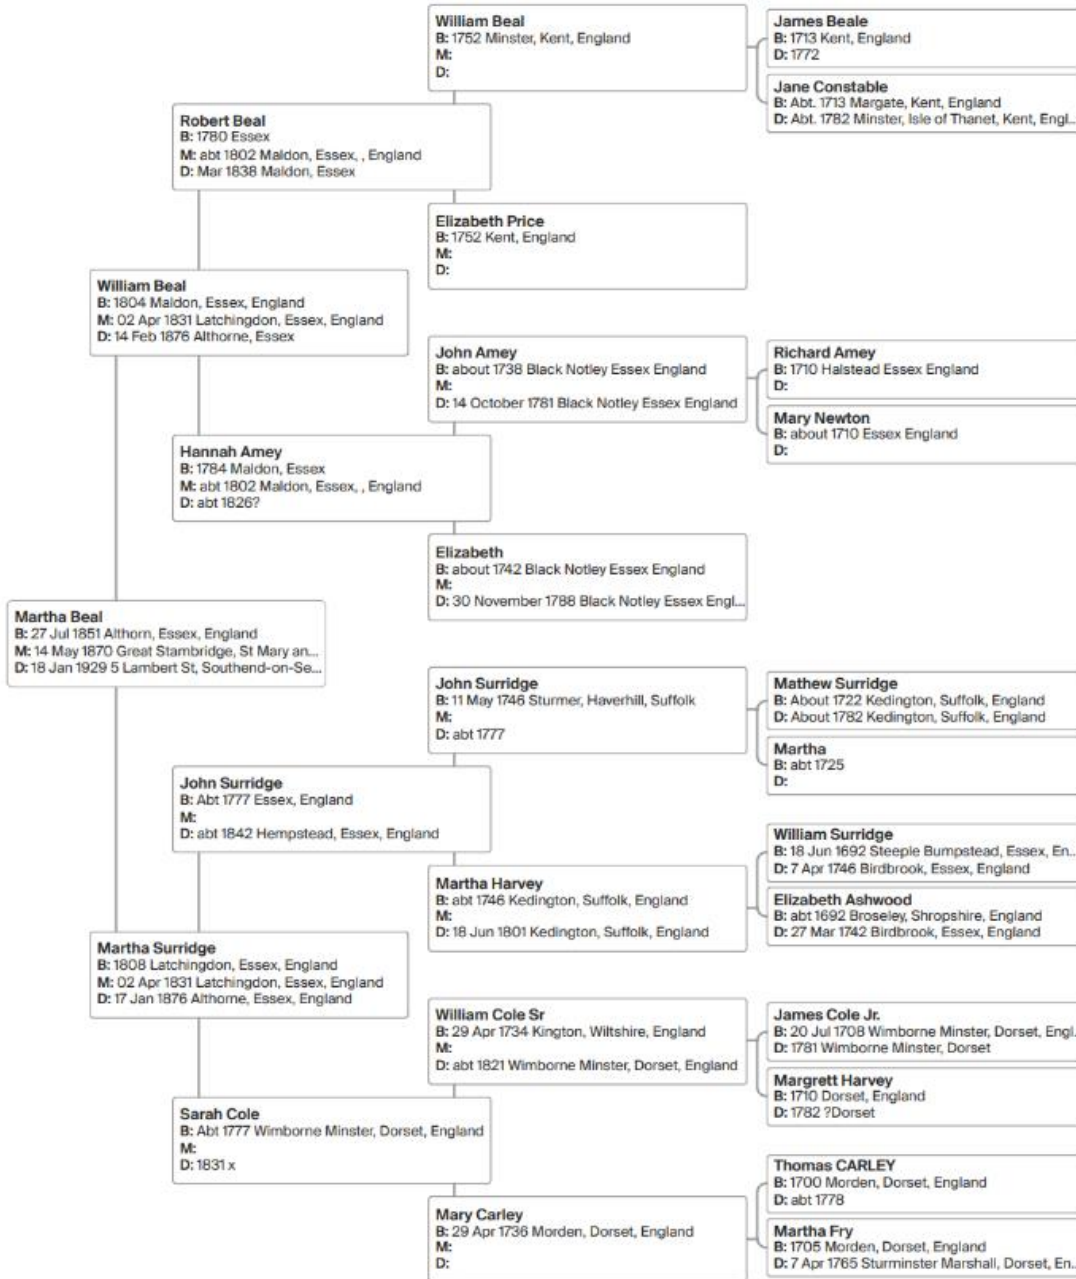 William Beal
B: 1752 Minster, Kent, England
M:
D:
James Beale
B: 1713 Kent, England
D: 1772
Jane Constable
B: Abt. 1713 Margate, Kent, England
D: Abt. 1782 Minster, Isle of Thanet, Kent, Engl...
Robert Beal
B: 1780 Essex
M: abt 1802 Maldon, Essex, , England
D: Mar 1838 Maldon, Essex
Elizabeth Price
B: 1752 Kent, England
M:
D:
William Beal
B: 1804 Maldon, Essex, England
M: 02 Apr 1831 Latchingdon, Essex, England
D: 14 Feb 1876 Althorne, Essex
John Amey
B: about 1738 Black Notley Essex England
M:
D: 14 October 1781 Black Notley Essex England
Richard Amey
B: 1710 Halstead Essex England
D:
Mary Newton
B: about 1710 Essex England
D:
Hannah Amey
B: 1784 Maldon, Essex
M: abt 1802 Maldon, Essex, , England
D: abt 1826?
Elizabeth
B: about 1742 Black Notley Essex England
M:
D: 30 November 1788 Black Notley Essex Engl...
Martha Beal
B: 27 Jul 1851 Althorn, Essex, England
M: 14 May 1870 Great Stambridge, St Mary an...
D: 18 Jan 1929 5 Lambert St, Southend-on-Se...
John Surridge
B: 11 May 1746 Sturmer, Haverhill, Suffolk
M:
D: abt 1777
Mathew Surridge
B: About 1722 Kedington, Suffolk, England
D: About 1782 Kedington, Suffolk, England
Martha
B: abt 1725
D:
John Surridge
B: Abt 1777 Essex, England
M:
D: abt 1842 Hempstead, Essex, England
William Surridge
B: 18 Jun 1692 Steeple Bumpstead, Essex, En...
D: 7 Apr 1746 Birdbrook, Essex, England
Martha Harvey
B: abt 1746 Kedington, Suffolk, England
M:
D: 18 Jun 1801 Kedington, Suffolk, England
Elizabeth Ashwood
B: abt 1692 Broseley, Shropshire, England
D: 27 Mar 1742 Birdbrook, Essex, England
Martha Surridge
B: 1808 Latchingdon, Essex, England
M: 02 Apr 1831 Latchingdon, Essex, England
D: 17 Jan 1876 Althorne, Essex, England
William Cole Sr
B: 29 Apr 1734 Kington, Wiltshire, England
M:
D: abt 1821 Wimborne Minster, Dorset, England
James Cole Jr.
B: 20 Jul 1708 Wimborne Minster, Dorset, Engl...
D: 1781 Wimborne Minster, Dorset
Margrett Harvey
B: 1710 Dorset, England
D: 1782 ?Dorset
Sarah Cole
B: Abt 1777 Wimborne Minster, Dorset, England
M:
D: 1831 x
Thomas CARLEY
B: 1700 Morden, Dorset, England
D: abt 1778
Mary Carley
B: 29 Apr 1736 Morden, Dorset, England
M:
D:
Martha Fry
B: 1705 Morden, Dorset, England
D: 7 Apr 1765 Sturminster Marshall, Dorset, En...